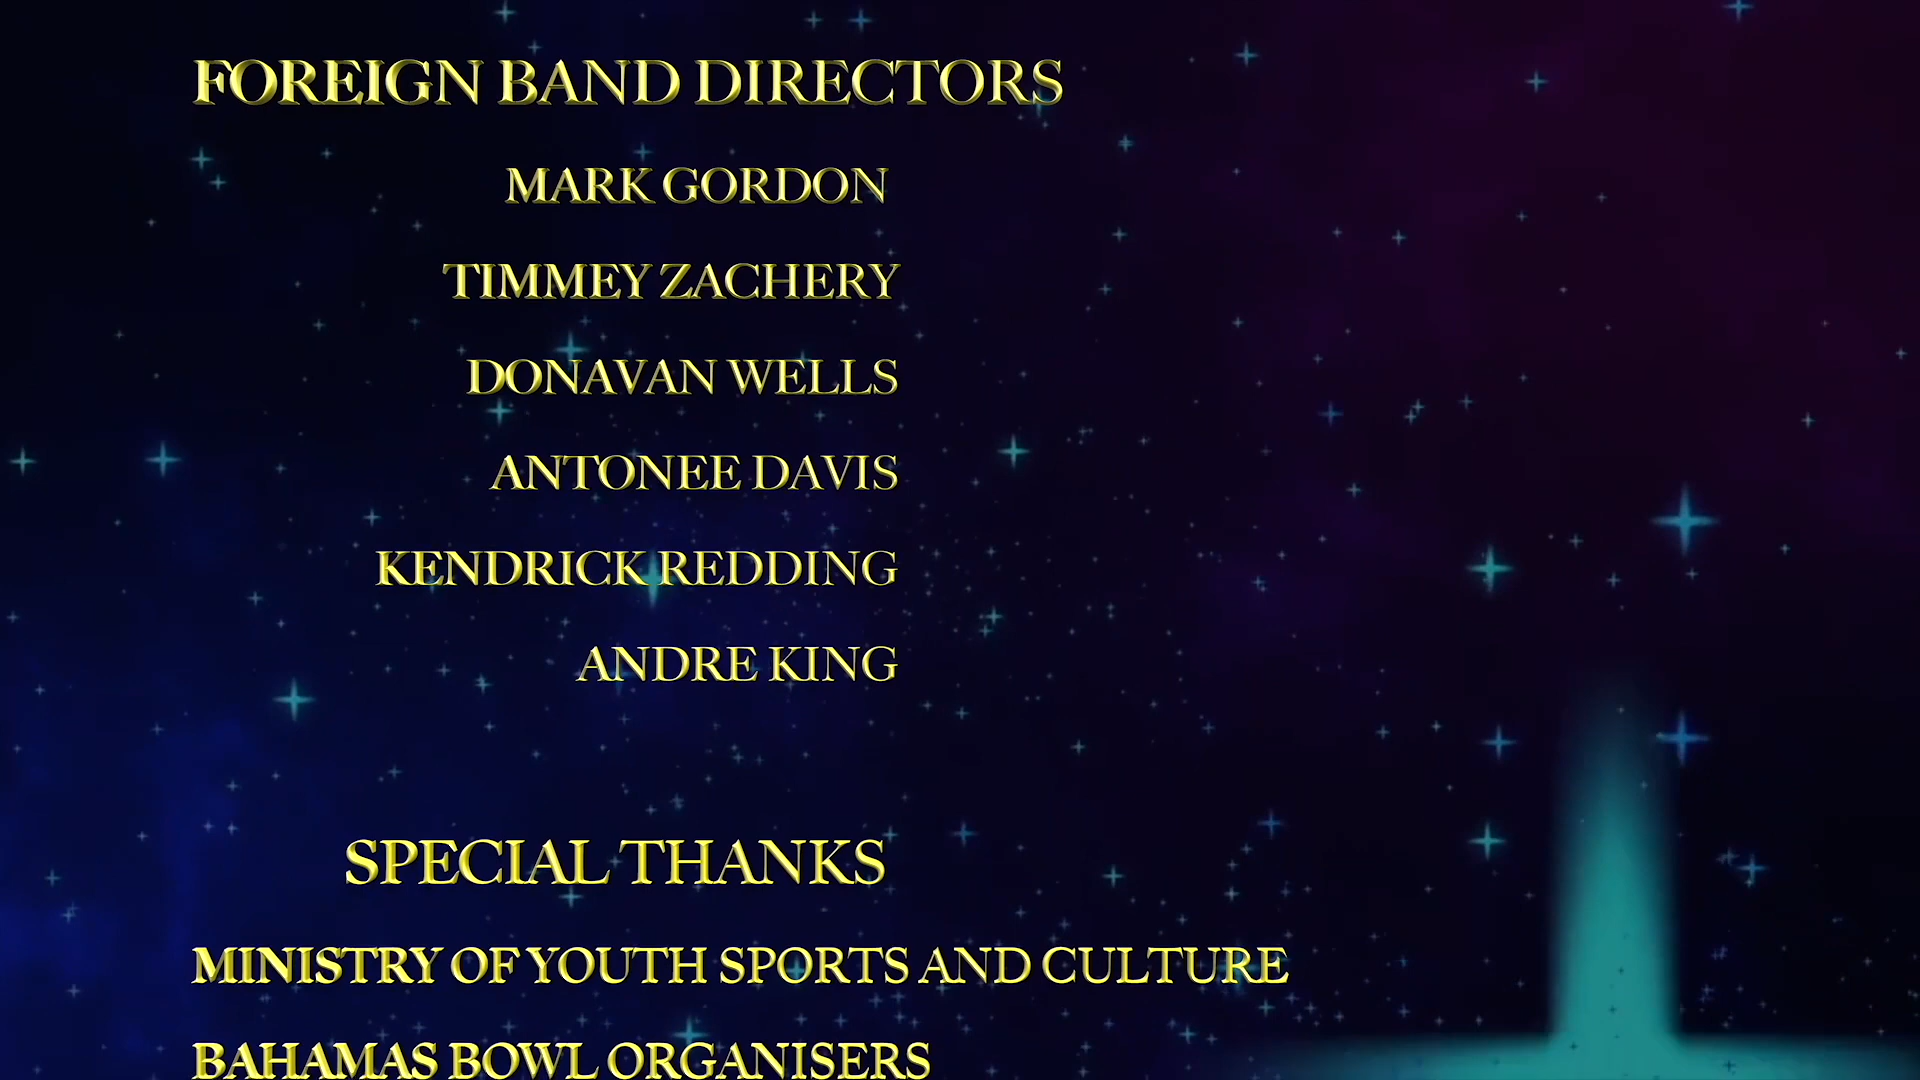 FOREIGN BAND DIRECTORS
MARK GORDON
TIMMEY ZACHERY
DONAVAN WELLS
ANTONEE DAVIS
KENDRICK REDDING
ANDRE KING
SPECIAL THANKS
MINISTRY OF YOUTH SPORTS AND CULTURE
BAHAMAS BOWL ORGANISERS